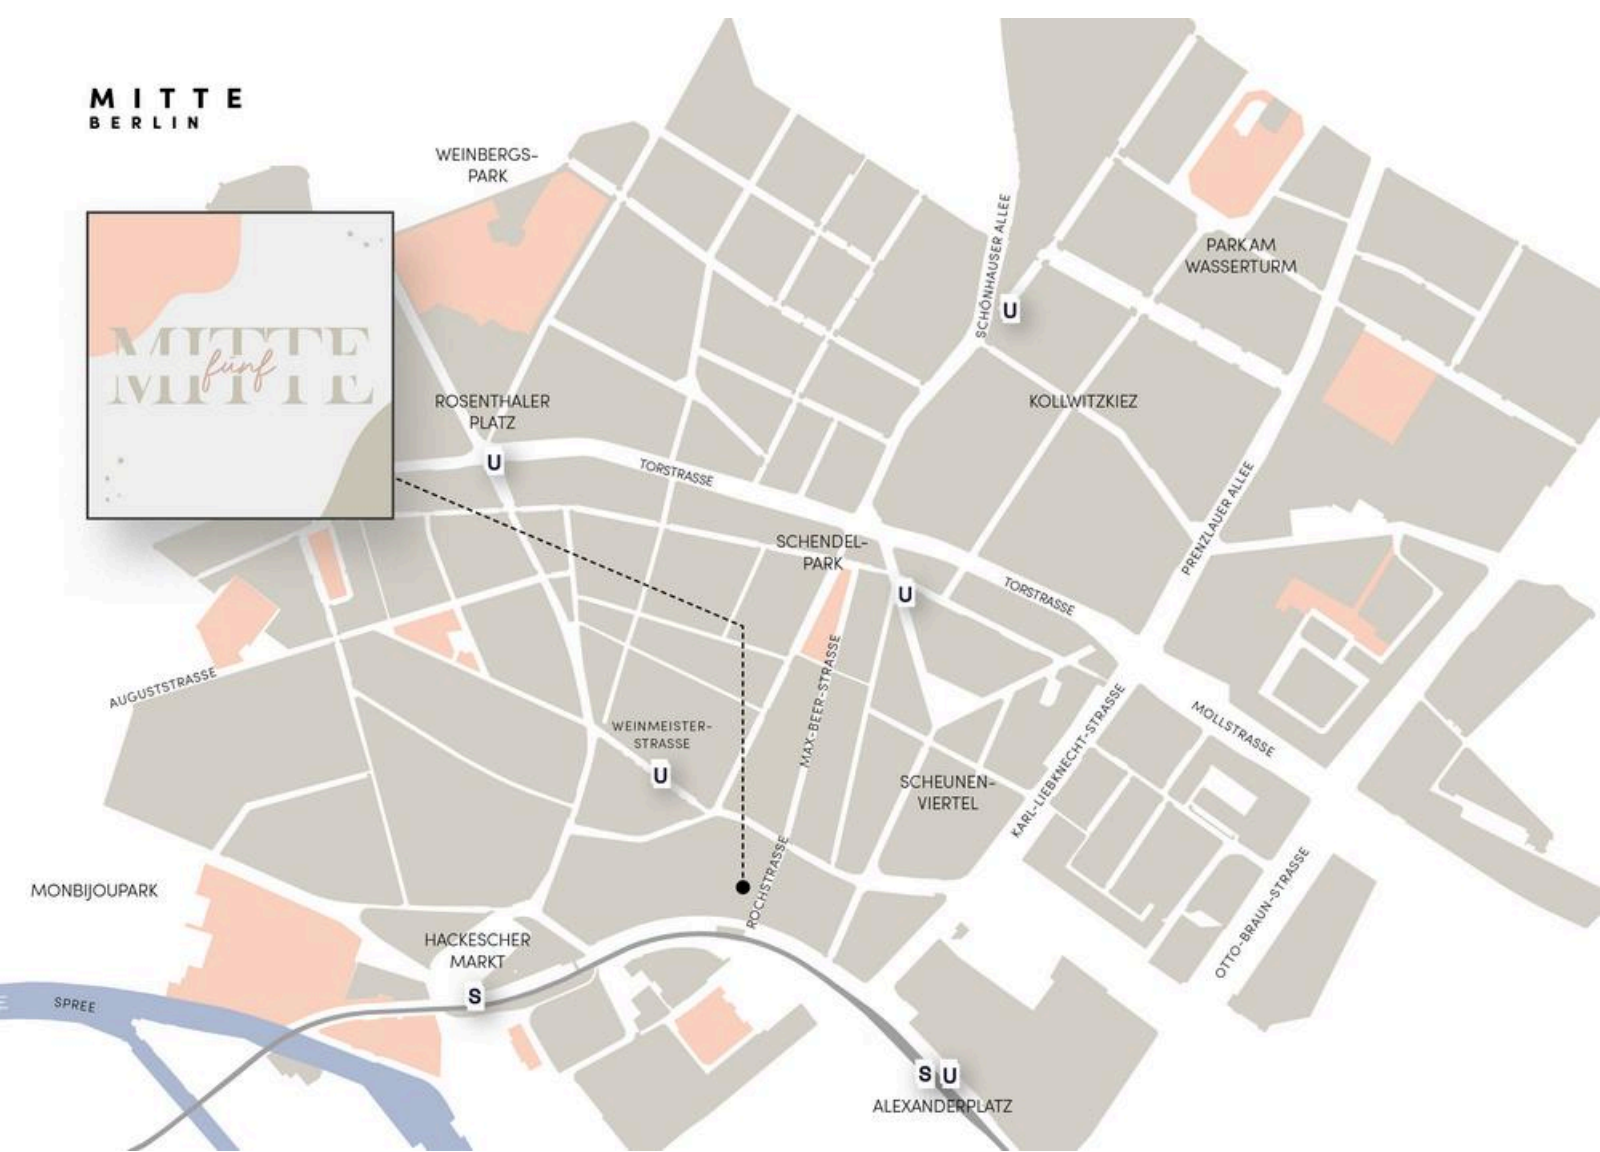 MITTE
BERLIN
WEINBERGS-
PARK
SCHÖNHAUSER ALLEE
PARK AM
WASSERTURM
U
MITTE
fünf
ROSENTHALER
PLATZ
KOLLWITZKIEZ
U
TORSTRASSE
PRENZLAUER ALLEE
SCHENDEL-
PARK
U
TORSTRASSE
AUGUSTSTRASSE
MAX-BEER-STRASSE
WEINMEISTER-
STRASSE
U
MOLLSTRASSE
KARL-LIEBKNECHT-STRASSE
SCHEUNEN-
VIERTEL
MONBIJOUPARK
ROCHSTRASSE
OTTO-BRAUN-STRASSE
HACKESCHER
MARKT
S
E
SPREE
S U
ALEXANDERPLATZ